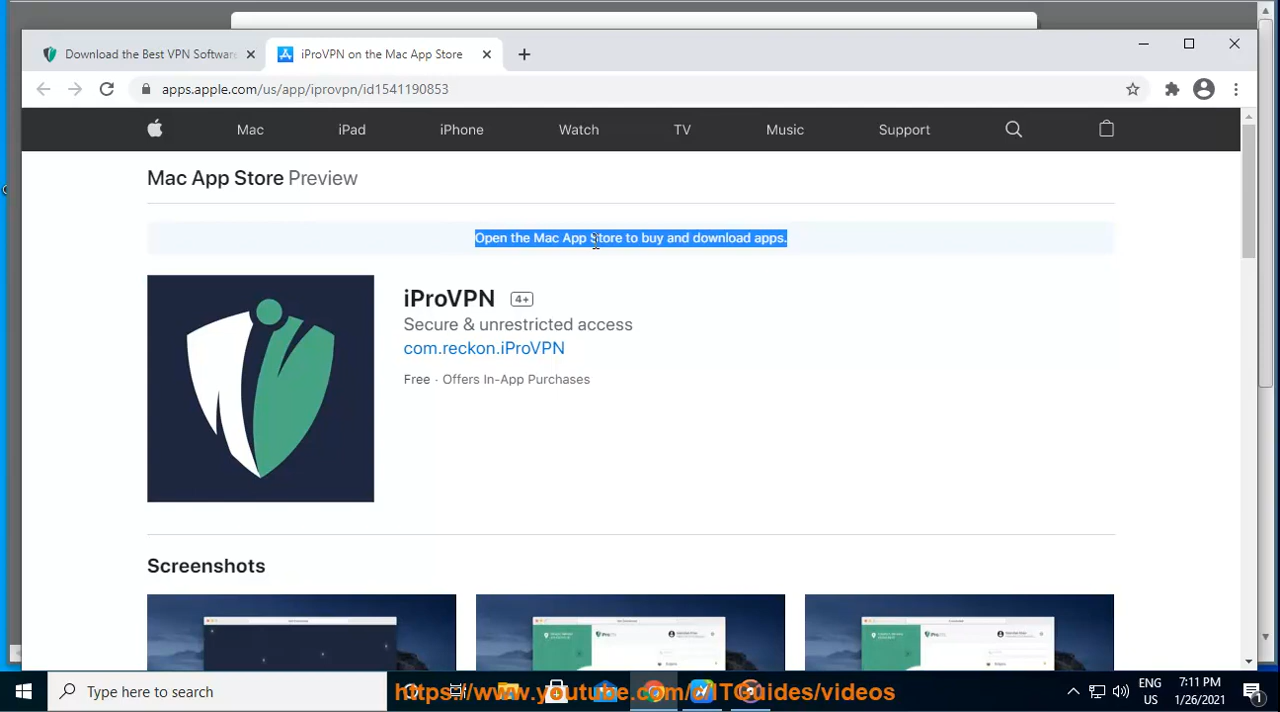 Download the Best VPN Softwar
iProVPN on the Mac App Store
apps.apple.com/us/app/iprovpn/id1541190853
Mac
iPad
iPhone
Watch
TV
Music
Support
Mac App Store Preview
Open the Mac App Store to buy and download apps.
iProVPN 4+
Secure & unrestricted access
com.reckon.iProVPN
Free · Offers In-App Purchases
Screenshots
Type here to search
https://www.youtube.com/c/ITGuides/videos
ENG
US
7:11 PM
1/26/2021
1